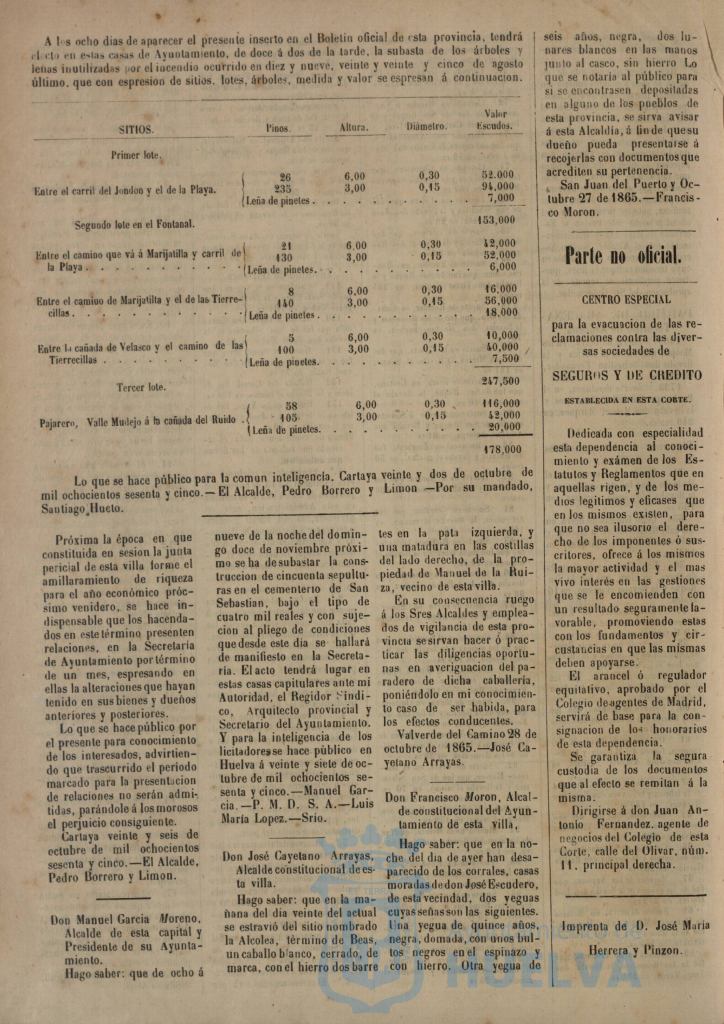 A los ocho dias de aparecer el presente inserto en el Boletin oficial de esta provincia, tendrá
efecto en estas casas de Ayuntamiento, de doce á dos de la tarde, la subasta de los árboles y
leñas inutilizadas por el incendio ocurrido en diez y nueve, veinte y veinte y cinco de agosto
último, que con espresion de sitios, lotes, árboles, medida y valor se espresan á continuacion.
SITIOS. Pinos. Altura. Diámetro. Valor Escudos.
Primer lote.
Entre el carril del Jondon y el de la Playa.
26 6,00 0,30 52.000
235 3,00 0,15 94,000
Leña de pinetes. 7,000
153,000
Segundo lote en el Fontanal.
Entre el camino que vá á Marijatilla y carril de
la Playa
21 6,00 0,30 42,000
130 3,00 0,15 52,000
Leña de pinetes. 6,000
Entre el camino de Marijatilla y el de las Tierre-
cillas.
8 6,00 0,30 16,000
140 3,00 0,15 56,000
Leña de pinetes. 18,000
Entre la cañada de Velasco y el camino de las
Tierrecillas
5 6,00 0,30 10,000
100 3,00 0,15 40,000
Leña de pinetes. 7,500
247,500
Tercer lote.
Pajarero, Valle Mudejo á la cañada del Ruido
58 6,00 0,30 116,000
105 3,00 0,15 42,000
Leña de pinetes. 20,000
178,000
Lo que se hace público para la comun inteligencia. Cartaya veinte y dos de octubre de
mil ochocientos sesenta y cinco.—El Alcalde, Pedro Borrero y Limon —Por su mandado,
Santiago Hueto.
Próxima la época en que
constituida en sesion la junta
pericial de esta villa forme el
amillaramiento de riqueza
para el año económico próc-
simo venidero, se hace in-
dispensable que los hacenda-
dos en este término presenten
relaciones, en la Secretaría
de Ayuntamiento por término
de un mes, espresando en
ellas la alteraciones que hayan
tenido en sus bienes y dueños
anteriores y posteriores.
Lo que se hace público por
el presente para conocimiento
de los interesados, advirtien-
do que trascurrido el periodo
marcado para la presentacion
de relaciones no serán admi-
tidas, parándole á los morosos
el perjuicio consiguiente.
Cartaya veinte y seis de
octubre de mil ochocientos
sesenta y cinco.—El Alcalde,
Pedro Borrero y Limon.
Don Manuel Garcia Moreno,
Alcalde de esta capital y
Presidente de su Ayunta-
miento.
Hago saber: que de ocho á
nueve de la noche del domin-
go doce de noviembre próxi-
mo se ha de subastar la cons-
truccion de cincuenta sepultu-
ras en el cementerio de San
Sebastian, bajo el tipo de
cuatro mil reales y con suje-
cion al pliego de condiciones
que desde este dia se hallará
de manifiesto en la Secreta-
ría. El acto tendrá lugar en
estas casas capitulares ante mi
Autoridad, el Regidor Síndi-
co, Arquitecto provincial y
Secretario del Ayuntamiento.
Y para la inteligencia de los
licitadores se hace público en
Huelva á veinte y siete de oc-
tubre de mil ochocientos se-
senta y cinco.—Manuel Gar-
cia.—P. M. D. S. A.—Luis
María Lopez.—Srio.
Don José Cayetano Arrayas,
Alcalde constitucional de es-
ta villa.
Hago saber: que en la ma-
ñana del dia veinte del actual
se estravió del sitio nombrado
la Alcolea, término de Beas,
un caballo blanco, cerrado, de
marca, con el hierro dos barre
tes en la pata izquierda, y
una matadura en las costillas
del lado derecho, de la pro-
piedad de Manuel de la Rui-
za, vecino de esta villa.
En su consecuencia ruego
á los Sres Alcaldes y emplea-
dos de vigilancia de esta pro-
vincia se sirvan hacer ó prac-
ticar las diligencias oportu-
nas en averiguacion del pa-
radero de dicha caballería,
poniéndolo en mi conocimien-
to caso de ser habida, para
los efectos conducentes.
Valverde del Camino 28 de
octubre de 1865.—José Ca-
yetano Arrayas.
Don Francisco Moron, Alcal-
de constitucional del Ayun-
tamiento de esta villa,
Hago saber: que en la no-
che del dia de ayer han desa-
parecido de los corrales, casas
moradas de don José Escudero,
de esta vecindad, dos yeguas
cuyas señas son las siguientes.
Una yegua de quince años,
negra, domada, con unos bul-
tos negros en el espinazo y
con hierro. Otra yegua de
seis años, negra, dos lu-
nares blancos en las manos
junto al casco, sin hierro Lo
que se notaría al público para
si se encontrasen depositadas
en alguno de los pueblos de
esta provincia, se sirva avisar
á esta Alcaldía, á fin de que su
dueño pueda presentarse á
recojerlas con documentos que
acrediten su pertenencia.
San Juan del Puerto y Oc-
tubre 27 de 1865.—Francis-
co Moron.
Parte no oficial.
CENTRO ESPECIAL
para la evacuacion de las re-
clamaciones contra las diver-
sas sociedades de
SEGUROS Y DE CREDITO
ESTABLECIDA EN ESTA CORTE.
Dedicada con especialidad
esta dependencia al conoci-
miento y exámen de los Es-
tatutos y Reglamentos que en
aquellas rigen, y de los me-
dios legitimos y eficases que
en los mismos existen, para
que no sea ilusorio el dere-
cho de los imponentes ó sus-
critores, ofrece á los mismos
la mayor actividad y el mas
vivo interés en las gestiones
que se le encomienden con
un resultado seguramente fa-
vorable, promoviendo estas
con los fundamentos y cir-
cunstancias en que las mismas
deben apoyarse.
El arancel ó regulador
equitativo, aprobado por el
Colegio de agentes de Madrid,
servirá de base para la con-
signacion de los honorarios
de esta dependencia.
Se garantiza la segura
custodia de los documentos
que al efecto se remitan á la
misma.
Dirigirse á don Juan An-
tonio Fernandez, agente de
negocios del Colegio de esta
Corte, calle del Olivar, núm.
11, principal derecha.
Imprenta de D. José María
Herrera y Pinzon.
HUELVA